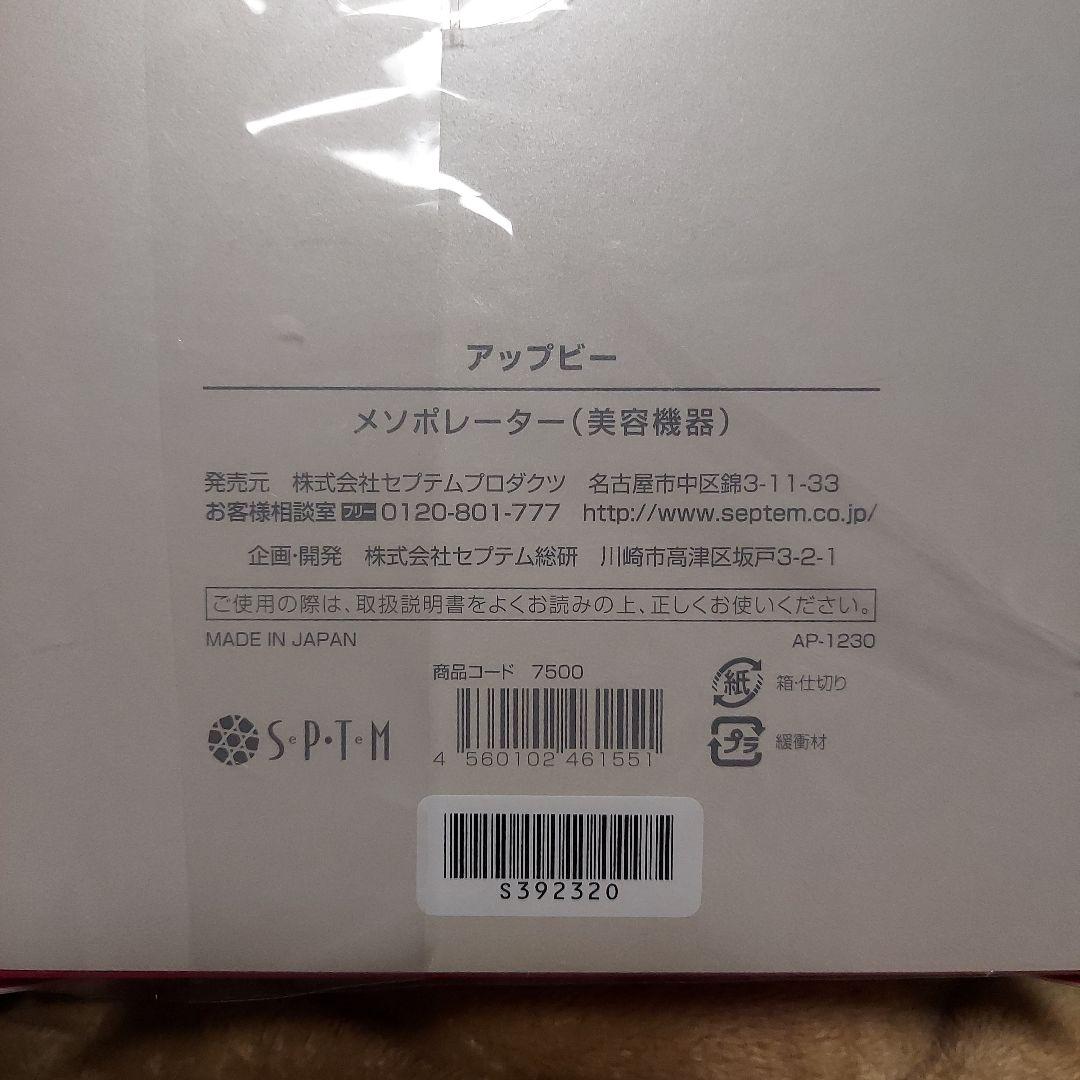 アップビー
メソポレーター(美容機器)
発売元 株式会社セプテムプロダクツ 名古屋市中区錦3-11-33
お客様相談室 フリー 0120-801-777 http://www.septem.co.jp/
企画・開発 株式会社セプテム総研 川崎市高津区坂戸3-2-1
ご使用の際は、取扱説明書をよくお読みの上、正しくお使いください。
MADE IN JAPAN AP-1230
商品コード 7500
紙 箱・仕切り
SePTeM
プラ 緩衝材
4 560102 461551
S392320